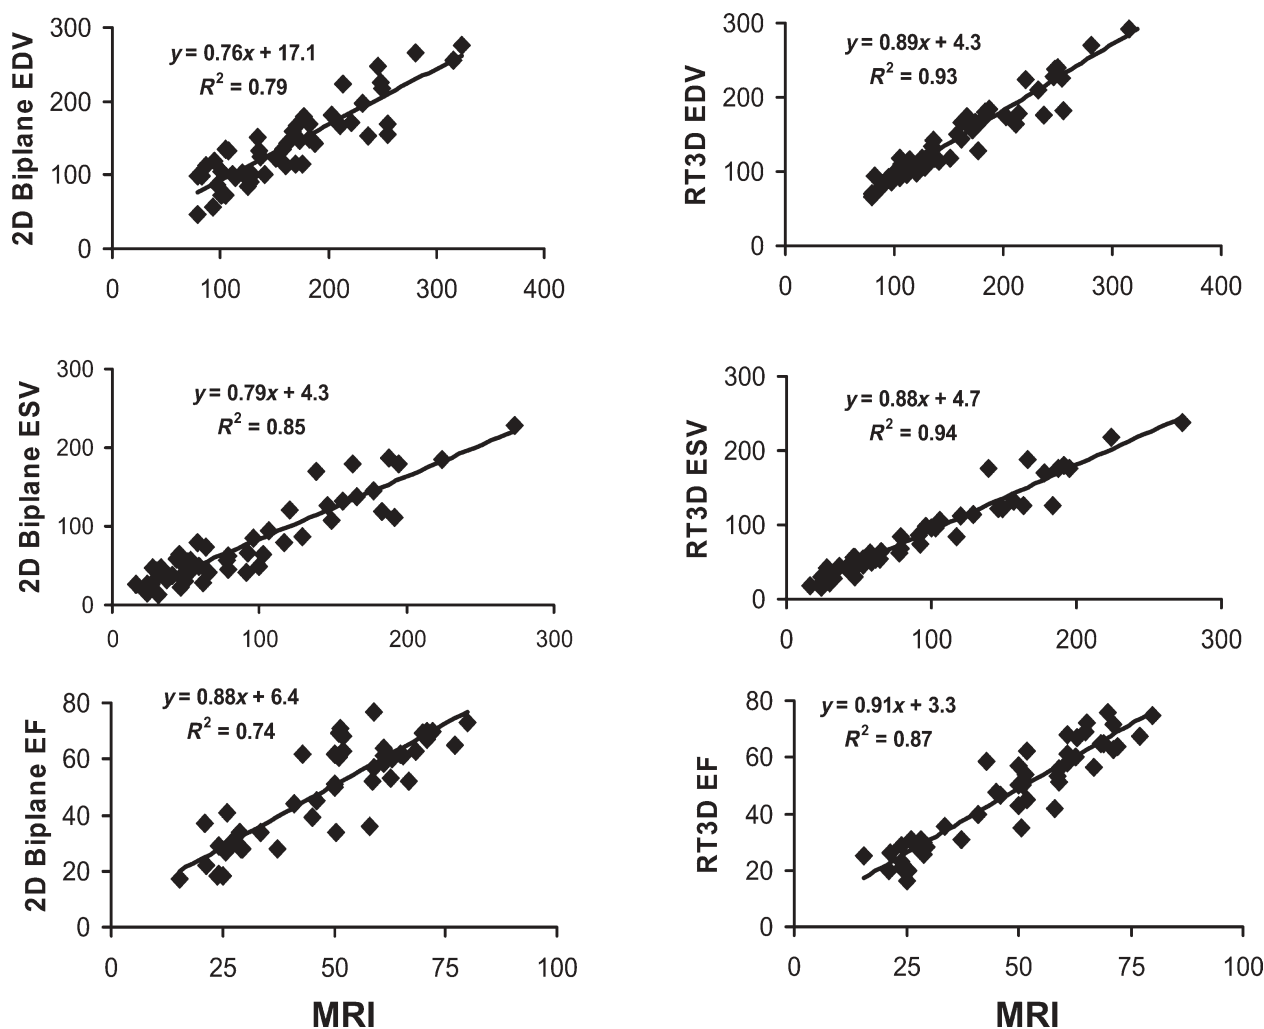 2D Biplane EDV
300
200
100
0
y = 0.76x + 17.1
R² = 0.79
0 100 200 300 400
RT3D EDV
300
200
100
0
y = 0.89x + 4.3
R² = 0.93
0 100 200 300 400
2D Biplane ESV
300
200
100
0
y = 0.79x + 4.3
R² = 0.85
0 100 200 300
RT3D ESV
300
200
100
0
y = 0.88x + 4.7
R² = 0.94
0 100 200 300
2D Biplane EF
80
60
40
20
0
y = 0.88x + 6.4
R² = 0.74
0 25 50 75 100
MRI
RT3D EF
80
60
40
20
0
y = 0.91x + 3.3
R² = 0.87
0 25 50 75 100
MRI